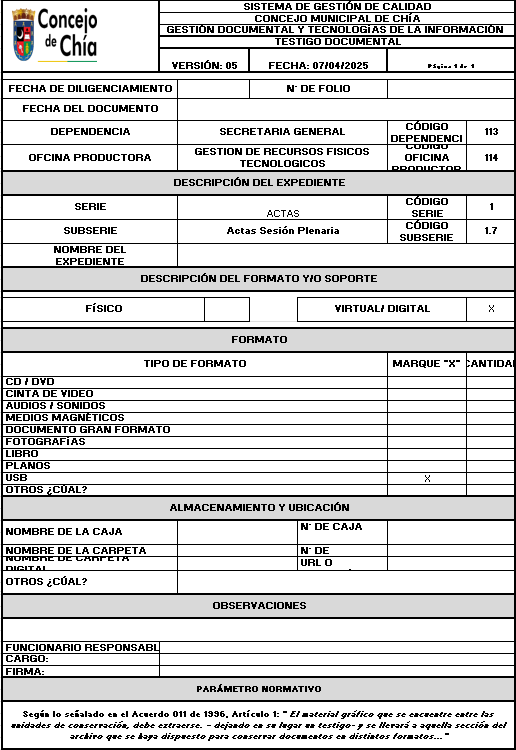 Concejo
de Chía
SISTEMA DE GESTIÓN DE CALIDAD
CONCEJO MUNICIPAL DE CHÍA
GESTIÓN DOCUMENTAL Y TECNOLOGÍAS DE LA INFORMACIÓN
TESTIGO DOCUMENTAL
VERSIÓN: 05 FECHA: 07/04/2025 Página 1 de 1
FECHA DE DILIGENCIAMIENTO N° DE FOLIO
FECHA DEL DOCUMENTO
DEPENDENCIA SECRETARIA GENERAL CÓDIGO DEPENDENCI 113
OFCINA PRODUCTORA GESTION DE RECURSOS FISICOS TECNOLOGICOS CODIGO OFICINA PRODUCTOR 114
DESCRIPCIÓN DEL EXPEDIENTE
SERIE ACTAS CÓDIGO SERIE 1
SUBSERIE Actas Sesión Plenaria CÓDIGO SUBSERIE 1.7
NOMBRE DEL EXPEDIENTE
DESCRIPCIÓN DEL FORMATO Y/O SOPORTE
FÍSICO VIRTUAL/ DIGITAL X
FORMATO
TIPO DE FORMATO MARQUE "X" CANTIDAD
CD / DVD
CINTA DE VIDEO
AUDIOS / SONIDOS
MEDIOS MAGNÉTICOS
DOCUMENTO GRAN FORMATO
FOTOGRAFÍAS
LIBRO
PLANOS
USB X
OTROS ¿CÚAL?
ALMACENAMIENTO Y UBICACIÓN
NOMBRE DE LA CAJA N° DE CAJA
NOMBRE DE LA CARPETA N° DE
NOMBRE DE CARPETA DIGITAL URL O
OTROS ¿CÚAL?
OBSERVACIONES
FUNCIONARIO RESPONSABL
CARGO:
FIRMA:
PARÁMETRO NORMATIVO
Según lo señalado en el Acuerdo 011 de 1996, Artículo 1: " El material gráfico que se encuentre entre las
unidades de conservación, debe extraerse. - dejando en su lugar un testigo- y se llevará a aquella sección del
archivo que se haya dispuesto para conservar documentos en distintos formatos... "